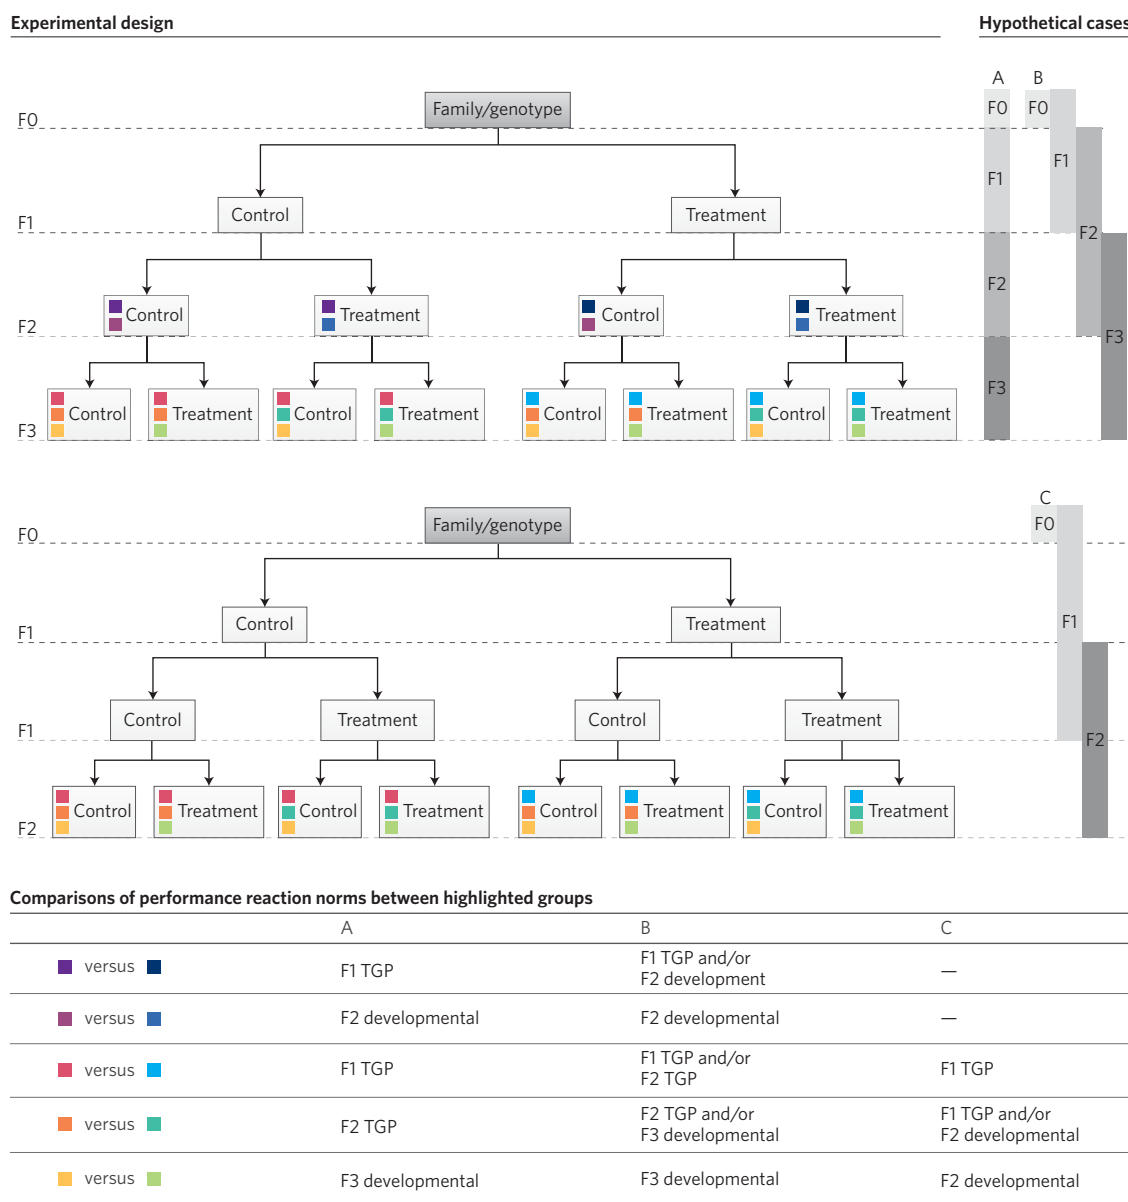 Experimental design
Hypothetical cases
A B
F0
Family/genotype
F0 F0
F1
F1
Control Treatment
F1
F2
Control Treatment Control Treatment
F2
F2
F3
F3
Control Treatment Control Treatment Control Treatment Control Treatment
F3
C
F0
Family/genotype
F0
Control Treatment
F1
F1
Control Treatment Control Treatment
F1
F2
Control Treatment Control Treatment Control Treatment Control Treatment
F2
Comparisons of performance reaction norms between highlighted groups
A B C
versus F1 TGP F1 TGP and/or
F2 development —
versus F2 developmental F2 developmental —
versus F1 TGP F1 TGP and/or
F2 TGP F1 TGP
versus F2 TGP F2 TGP and/or
F3 developmental F1 TGP and/or
F2 developmental
versus F3 developmental F3 developmental F2 developmental